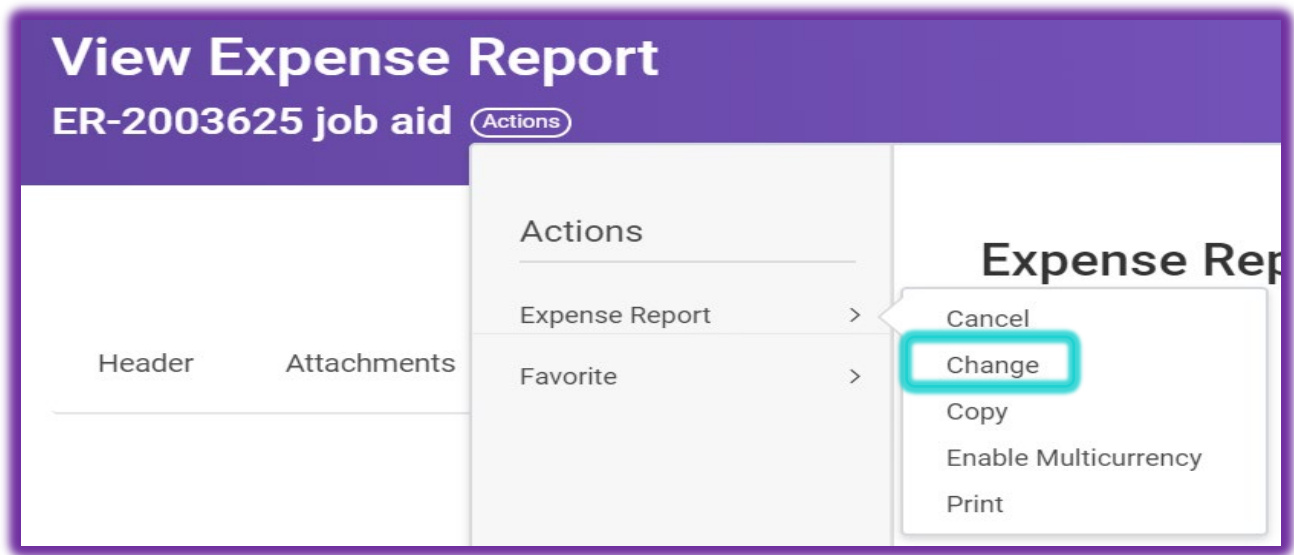 View Expense Report
ER-2003625 job aid Actions
Actions
Expense Rep
Expense Report >
Cancel
Header Attachments
Change
Favorite >
Copy
Enable Multicurrency
Print